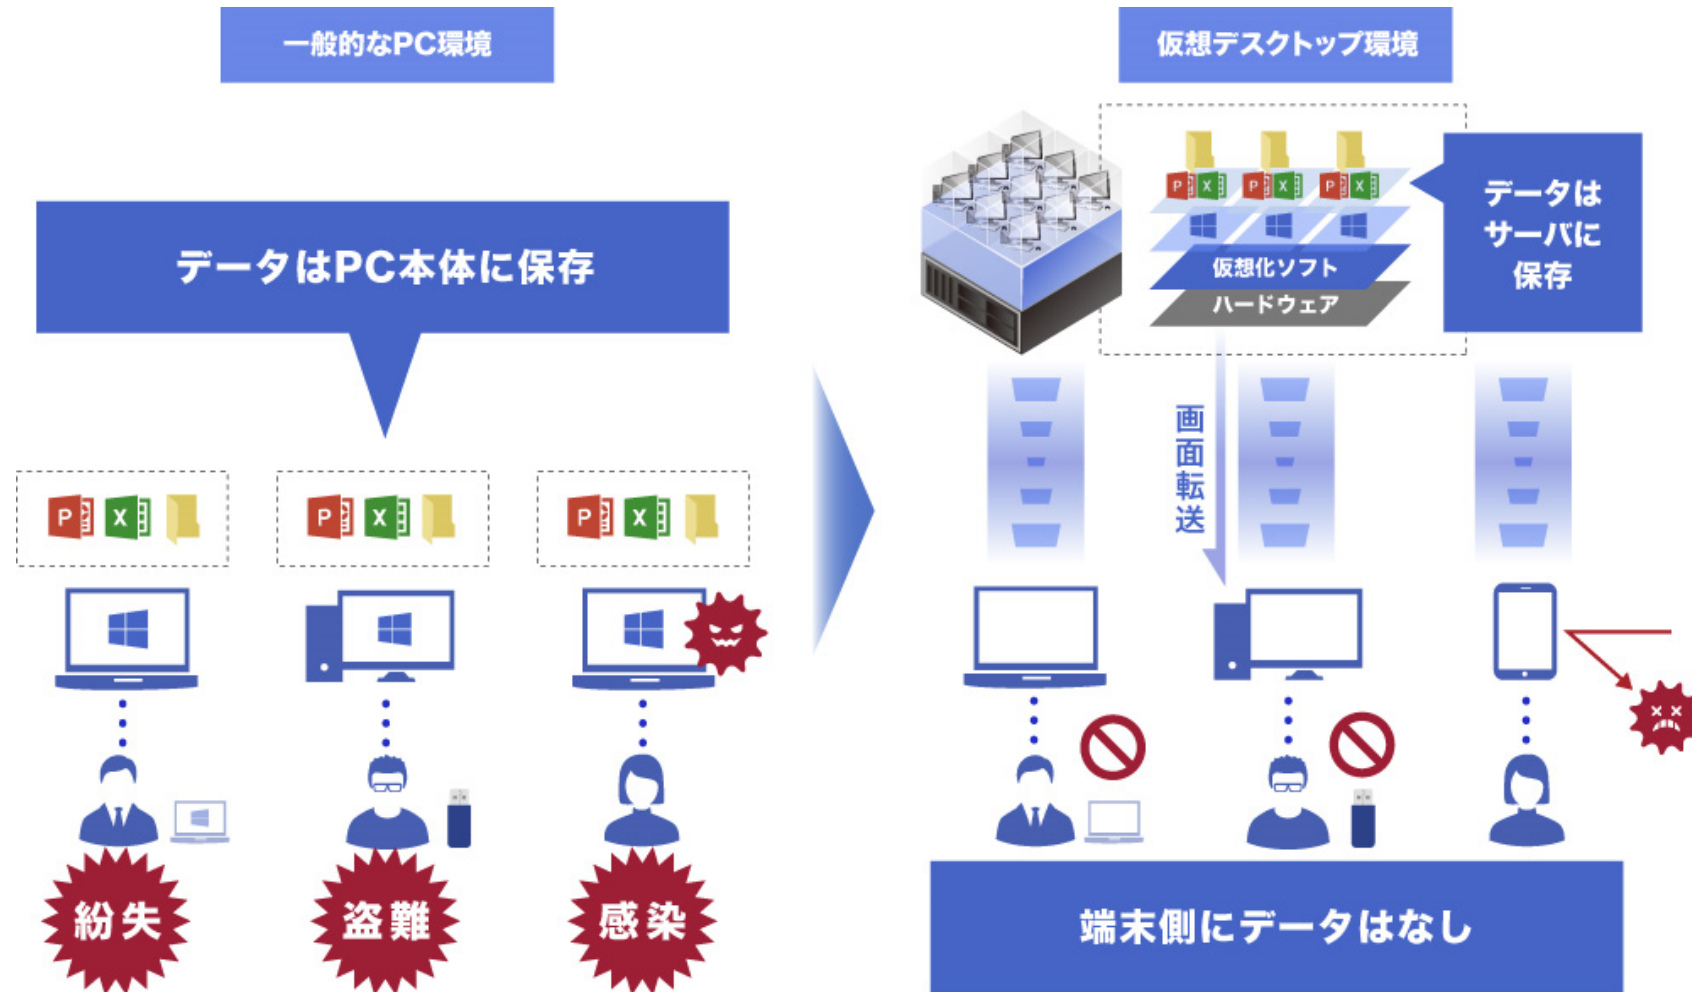 一般的なPC環境
データはPC本体に保存
P X
P X
P X
紛失
盗難
感染
仮想デスクトップ環境
P X P X P X
仮想化ソフト
ハードウェア
データは
サーバに
保存
画面転送
端末側にデータはなし